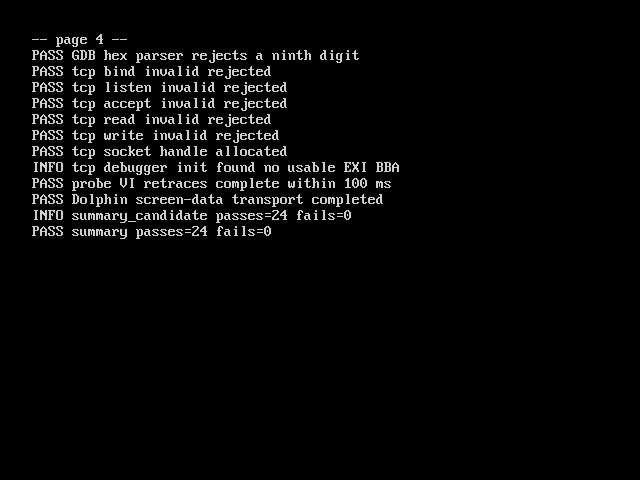 -- page 4 --
PASS GDB hex parser rejects a ninth digit
PASS tcp bind invalid rejected
PASS tcp listen invalid rejected
PASS tcp accept invalid rejected
PASS tcp read invalid rejected
PASS tcp write invalid rejected
PASS tcp socket handle allocated
INFO tcp debugger init found no usable EXI BBA
PASS probe VI retraces complete within 100 ms
PASS Dolphin screen-data transport completed
INFO summary_candidate passes=24 fails=0
PASS summary passes=24 fails=0